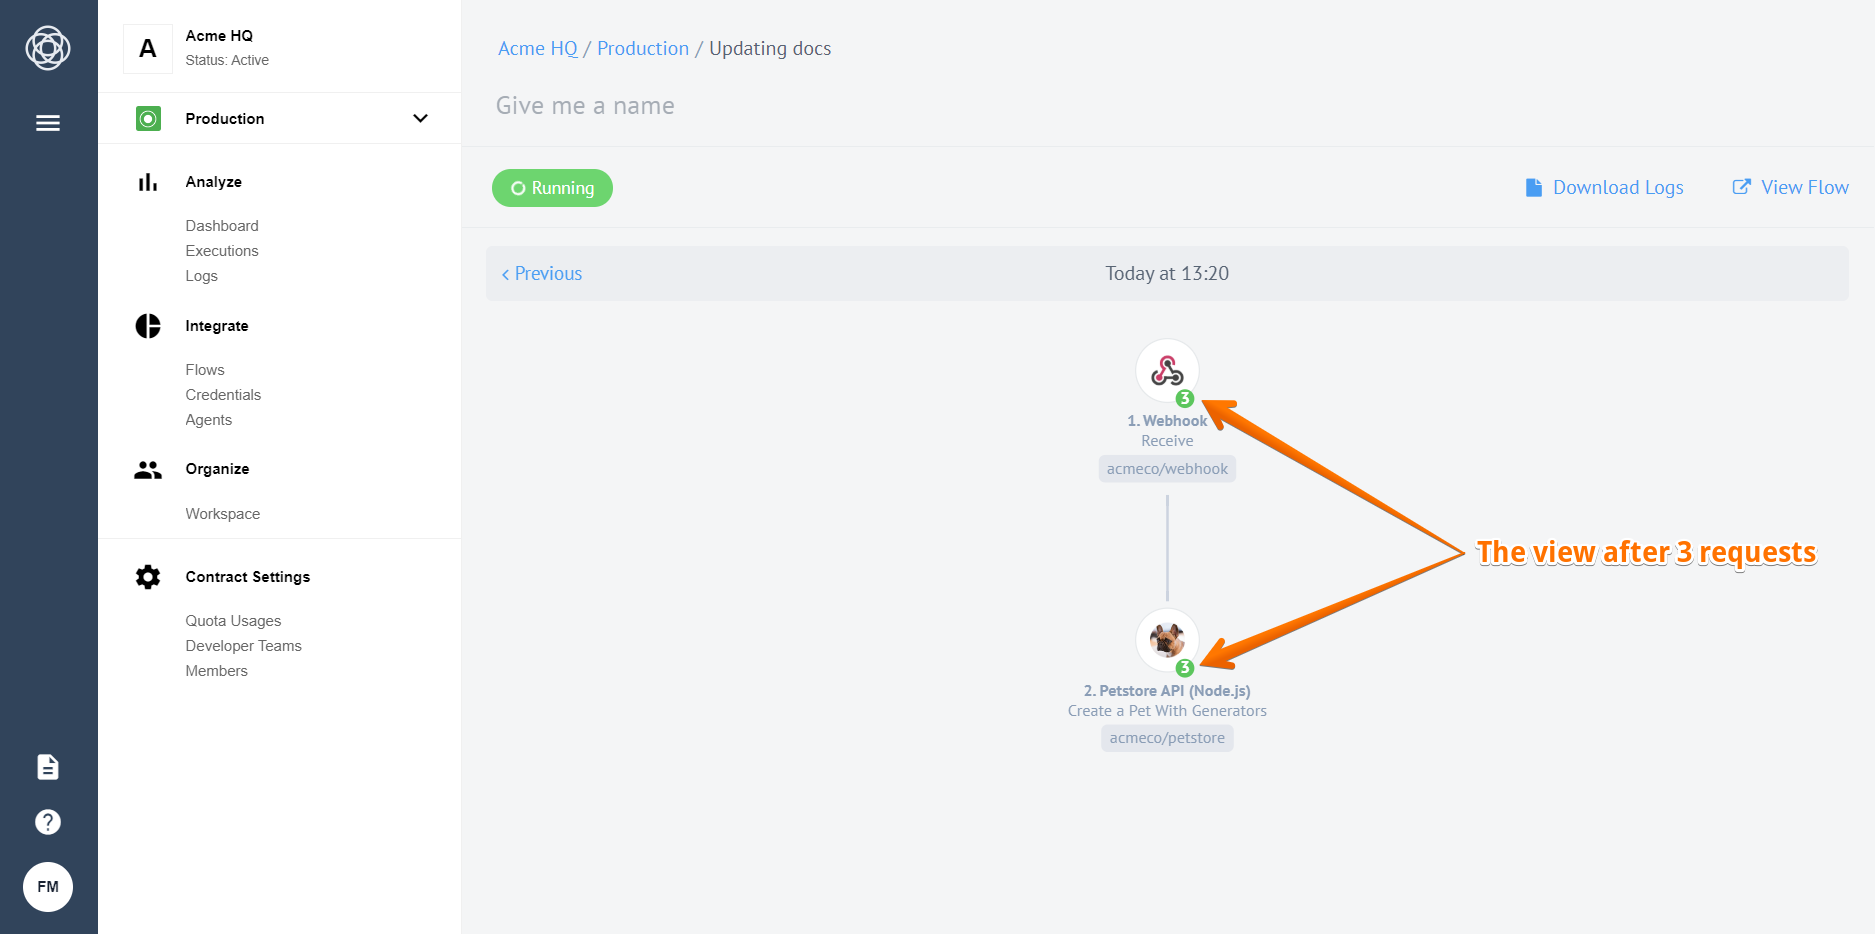 A
Acme HQ
Status: Active
Production
Analyze
Dashboard
Executions
Logs
Integrate
Flows
Credentials
Agents
Organize
Workspace
Contract Settings
Quota Usages
Developer Teams
Members
?
FM
Acme HQ / Production / Updating docs
Give me a name
Running
Download Logs
View Flow
‹ Previous
Today at 13:20
3
1. Webhook
Receive
acmeco/webhook
The view after 3 requests
3
2. Petstore API (Node.js)
Create a Pet With Generators
acmeco/petstore